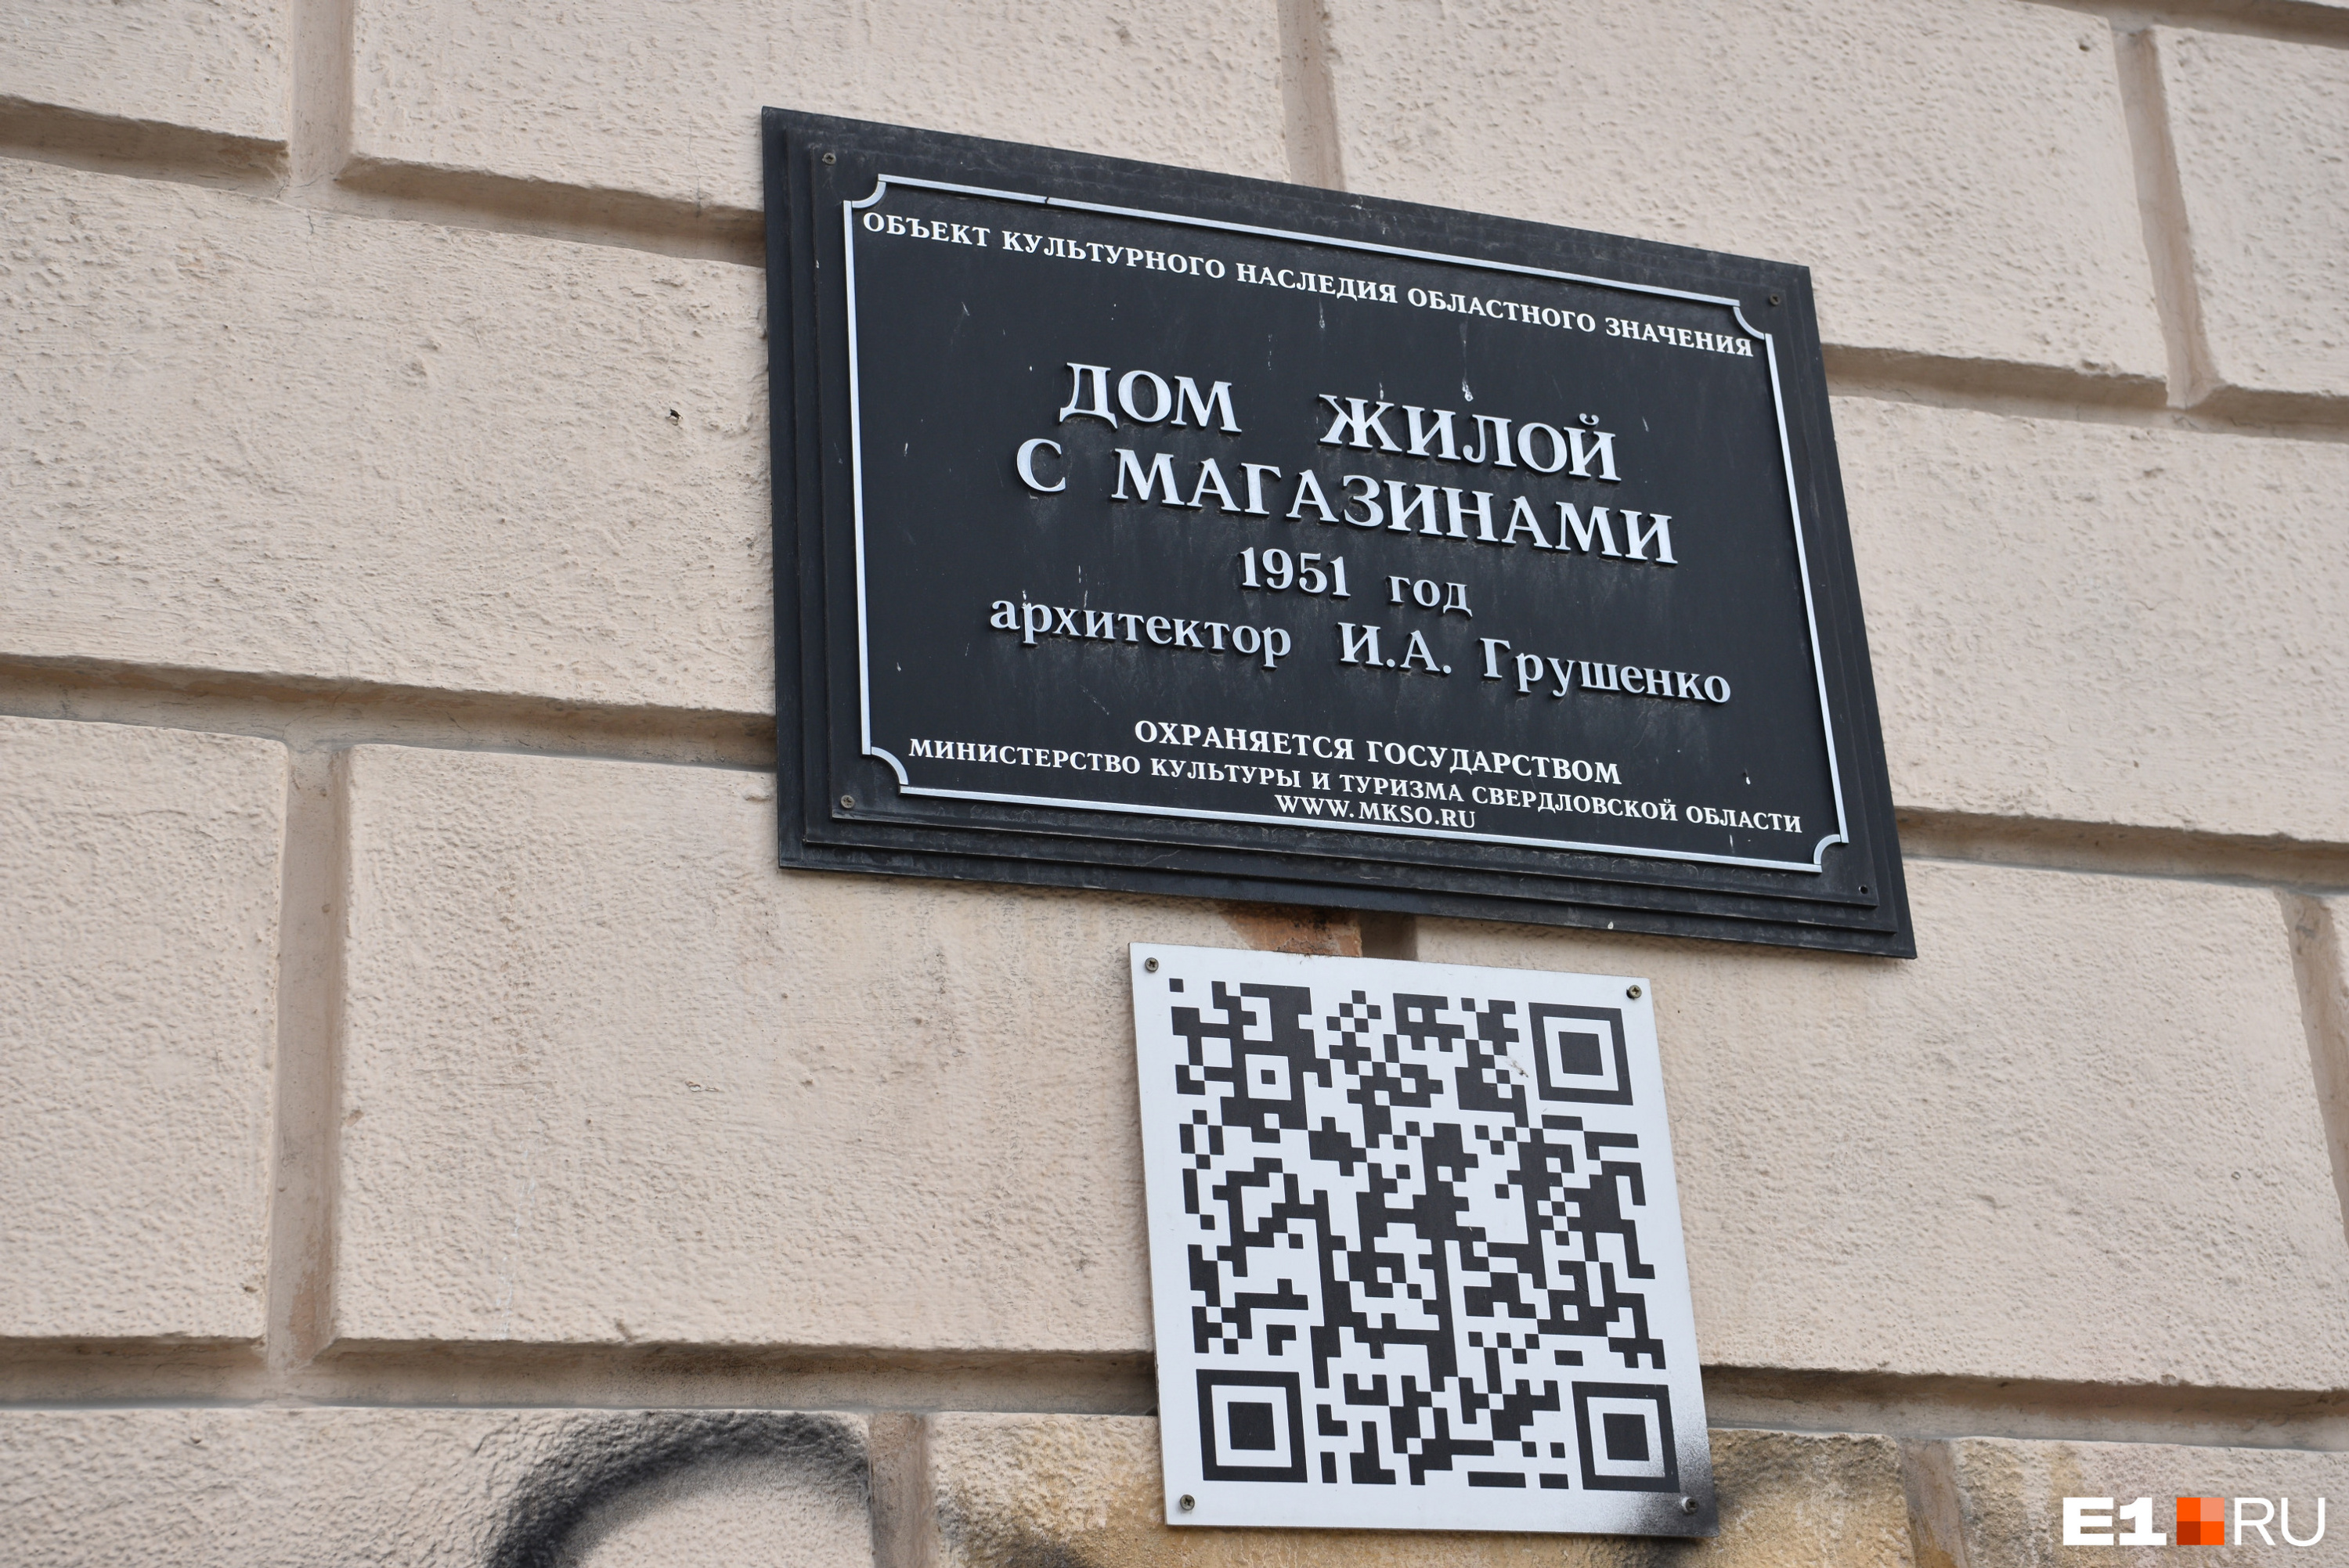 ОБЪЕКТ КУЛЬТУРНОГО НАСЛЕДИЯ ОБЛАСТНОГО ЗНАЧЕНИЯ
ДОМ ЖИЛОЙ
С МАГАЗИНАМИ
1951 год
архитектор И.А. Грушенко
ОХРАНЯЕТСЯ ГОСУДАРСТВОМ
МИНИСТЕРСТВО КУЛЬТУРЫ И ТУРИЗМА СВЕРДЛОВСКОЙ ОБЛАСТИ
WWW.MKSO.RU
E1 RU